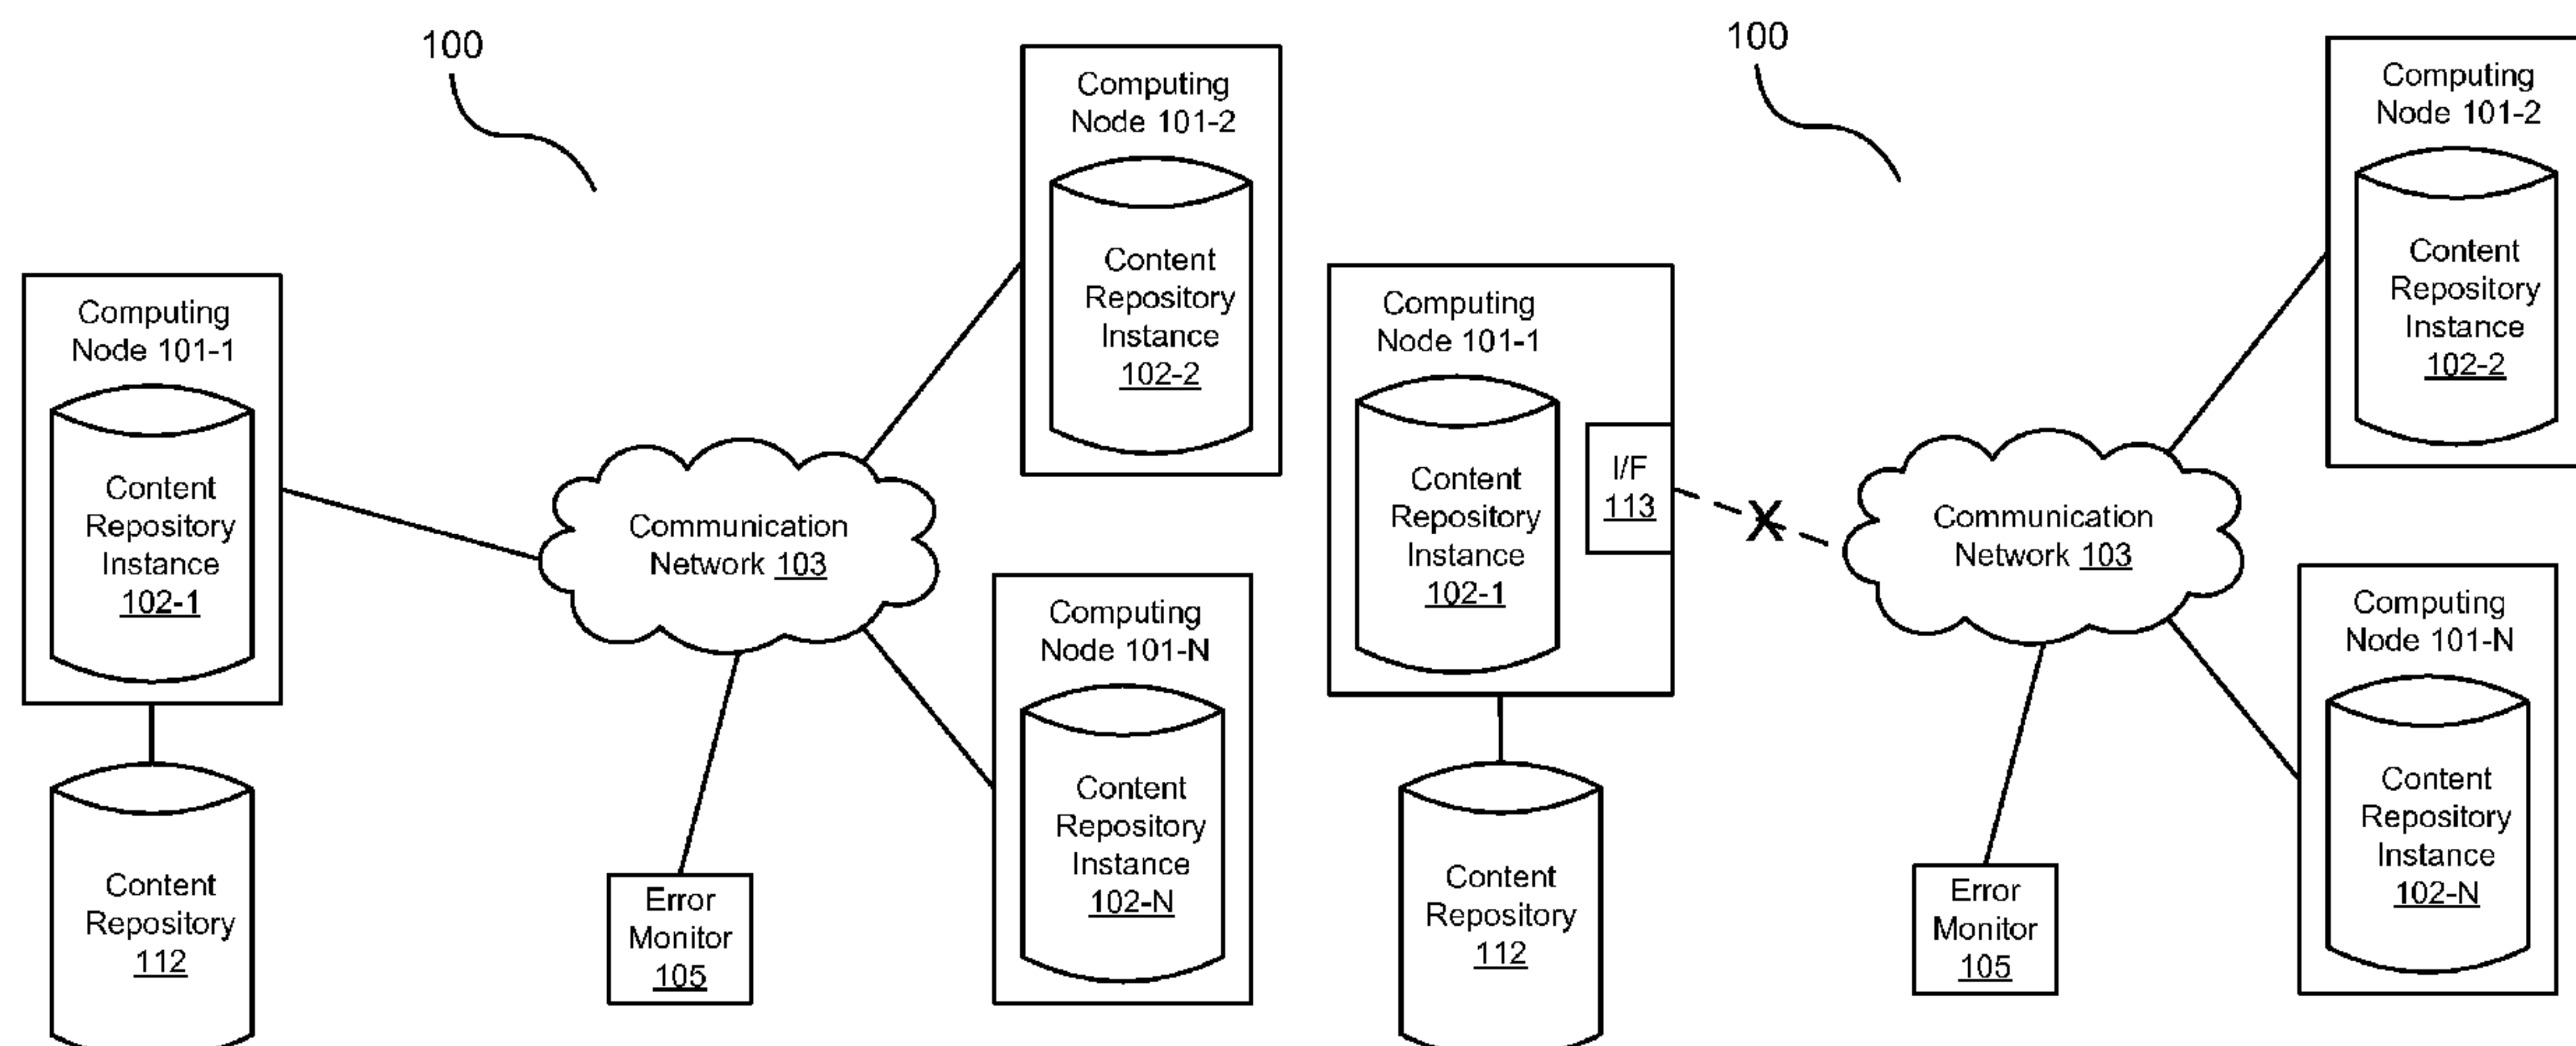 100
Computing
Node 101-1
Content
Repository
Instance
102-1
Content
Repository
112
Communication
Network 103
Error
Monitor
105
Computing
Node 101-2
Content
Repository
Instance
102-2
Computing
Node 101-N
Content
Repository
Instance
102-N
100
Computing
Node 101-1
Content
Repository
Instance
102-1
I/F
113
X
Content
Repository
112
Communication
Network 103
Error
Monitor
105
Computing
Node 101-2
Content
Repository
Instance
102-2
Computing
Node 101-N
Content
Repository
Instance
102-N